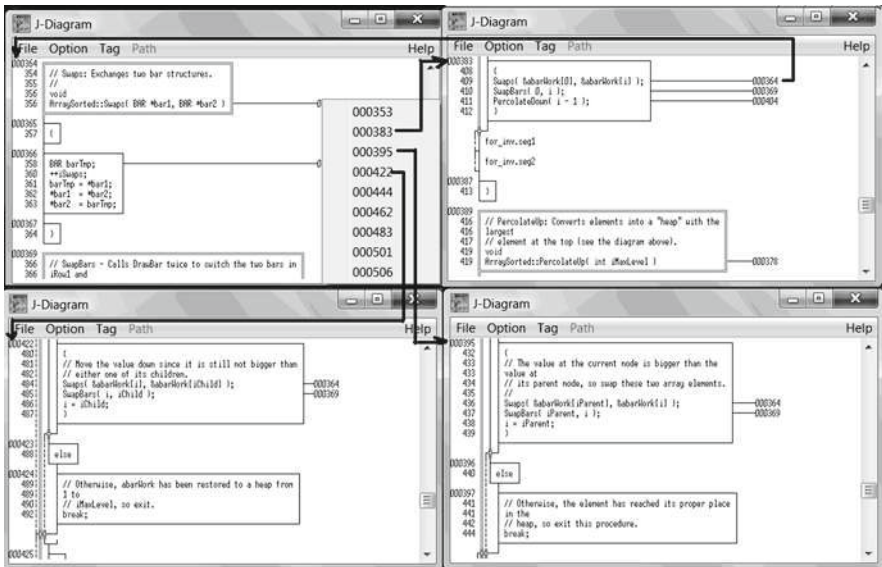 J-Diagram
File Option Tag Path Help
000364
354 // Swaps: Exchanges two bar structures.
355 //
356 void
356 ArraySorted::Swaps( BAR *bar1, BAR *bar2 )
000365
357 {
000366
358 BAR barTmp;
360 ++iSwaps;
361 barTmp = *bar1;
362 *bar1 = *bar2;
363 *bar2 = barTmp;
000367
364 }
000369
366 // SwapBars - Calls DrawBar twice to switch the two bars in
366 iRow1 and
000353
000383
000395
000422
000444
000462
000483
000501
000506
J-Diagram
File Option Tag Path Help
000383
408 {
409 Swaps( &abarWork[0], &abarWork[i] ); 000364
410 SwapBars( 0, i ); 000369
411 PercolateDown( i - 1 ); 000404
412 }
for_inv.seg1
for_inv.seg2
000387
413 }
000389
416 // PercolateUp: Converts elements into a "heap" with the
416 largest
417 // element at the top (see the diagram above).
419 void
419 ArraySorted::PercolateUp( int iMaxLevel ) 000378
J-Diagram
File Option Tag Path Help
000422
480 {
481 // Move the value down since it is still not bigger than
482 // either one of its children.
484 Swaps( &abarWork[i], &abarWork[iChild] ); 000364
485 SwapBars( i, iChild ); 000369
486 i = iChild;
487 }
000423
488 else
000424
489 // Otherwise, abarWork has been restored to a heap from
489 1 to
490 // iMaxLevel, so exit.
492 break;
000425
J-Diagram
File Option Tag Path Help
000395
432 {
433 // The value at the current node is bigger than the
433 value at
434 // its parent node, so swap these two array elements.
435 //
436 Swaps( &abarWork[iParent], &abarWork[i] ); 000364
437 SwapBars( iParent, i ); 000369
438 i = iParent;
439 }
000396
440 else
000397
441 // Otherwise, the element has reached its proper place
441 in the
442 // heap, so exit this procedure.
444 break;